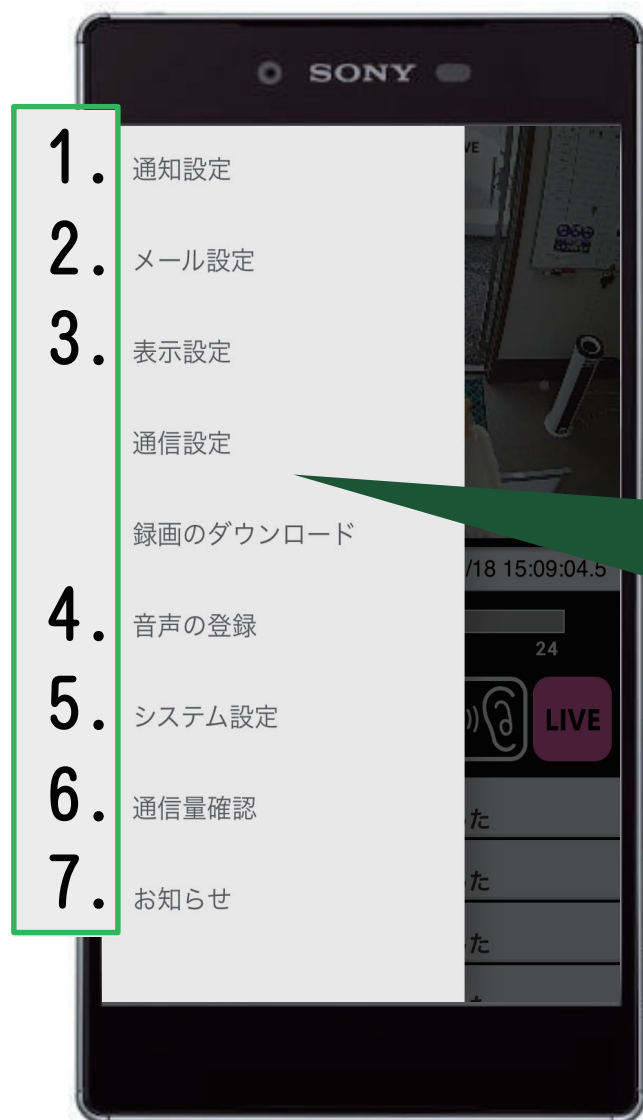 SONY
1. 通知設定
2. メール設定
3. 表示設定
通信設定
録画のダウンロード
4. 音声の登録
5. システム設定
6. 通信量確認
7. お知らせ
VE
/18 15:09:04.5
24
LIVE
た
た
た